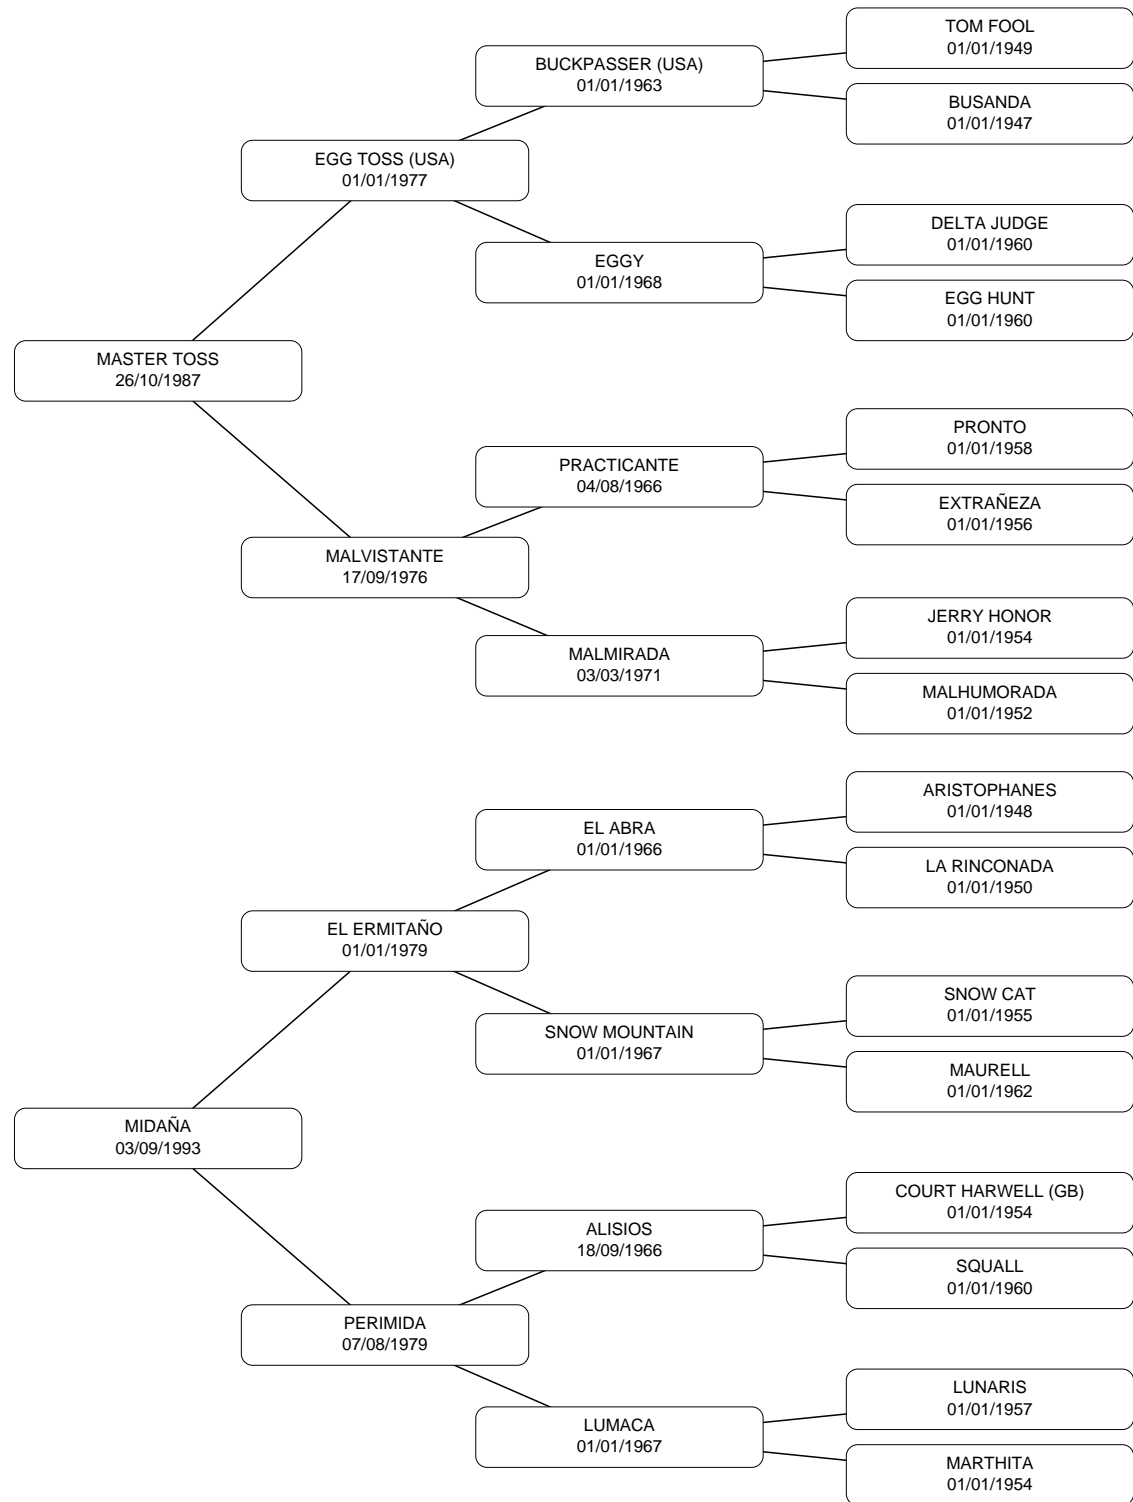 TOM FOOL
01/01/1949
BUCKPASSER (USA)
01/01/1963
BUSANDA
01/01/1947
EGG TOSS (USA)
01/01/1977
DELTA JUDGE
01/01/1960
EGGY
01/01/1968
EGG HUNT
01/01/1960
MASTER TOSS
26/10/1987
PRONTO
01/01/1958
PRACTICANTE
04/08/1966
EXTRAÑEZA
01/01/1956
MALVISTANTE
17/09/1976
JERRY HONOR
01/01/1954
MALMIRADA
03/03/1971
MALHUMORADA
01/01/1952
ARISTOPHANES
01/01/1948
EL ABRA
01/01/1966
LA RINCONADA
01/01/1950
EL ERMITAÑO
01/01/1979
SNOW CAT
01/01/1955
SNOW MOUNTAIN
01/01/1967
MAURELL
01/01/1962
MIDAÑA
03/09/1993
COURT HARWELL (GB)
01/01/1954
ALISIOS
18/09/1966
SQUALL
01/01/1960
PERIMIDA
07/08/1979
LUNARIS
01/01/1957
LUMACA
01/01/1967
MARTHITA
01/01/1954